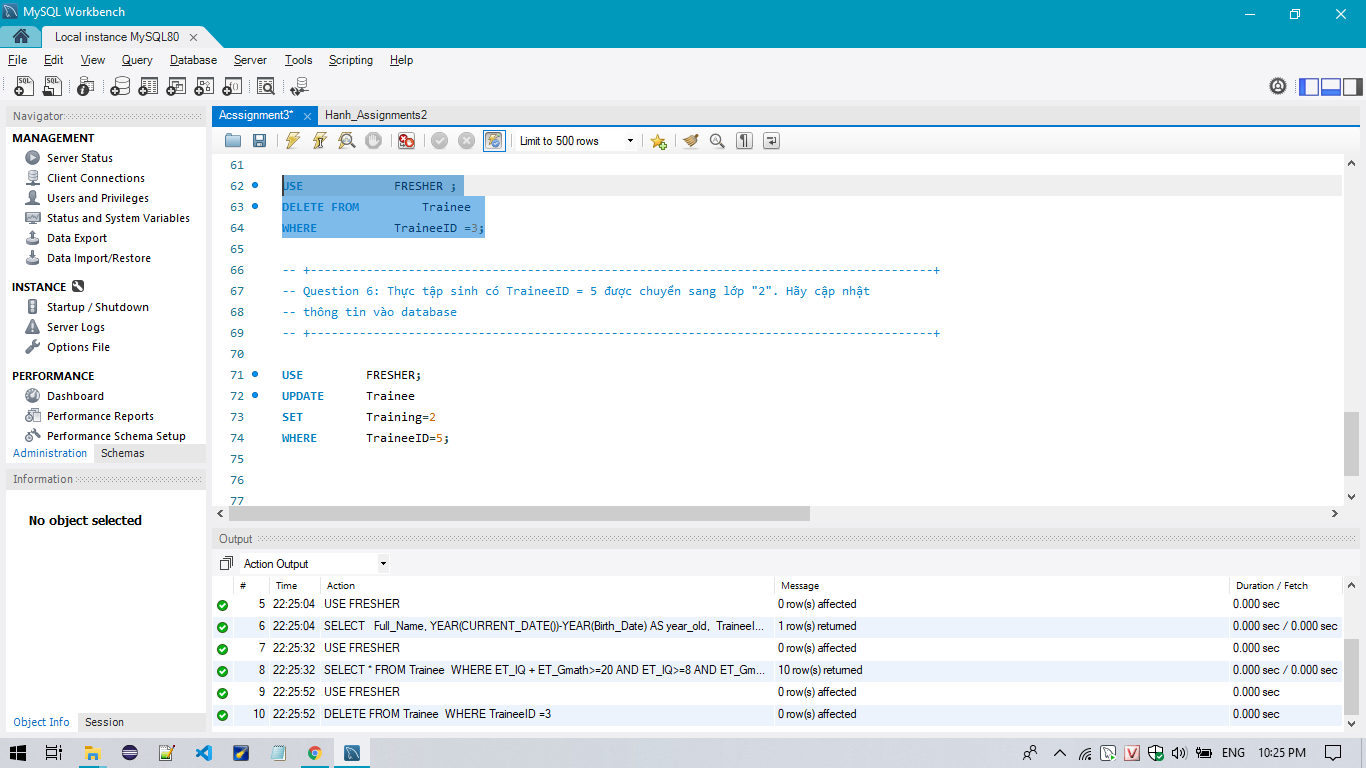 MySQL Workbench
Local instance MySQL80
File Edit View Query Database Server Tools Scripting Help
Navigator
MANAGEMENT
Server Status
Client Connections
Users and Privileges
Status and System Variables
Data Export
Data Import/Restore
INSTANCE
Startup / Shutdown
Server Logs
Options File
PERFORMANCE
Dashboard
Performance Reports
Performance Schema Setup
Administration Schemas
Information
No object selected
Object Info Session
Acssignment3* Hanh_Assignments2
Limit to 500 rows
61
62 USE FRESHER ;
63 DELETE FROM Trainee
64 WHERE TraineeID =3;
65
66 -- +-----------------------------------------------------------------------------------------+
67 -- Question 6: Thực tập sinh có TraineeID = 5 được chuyển sang lớp "2". Hãy cập nhật
68 -- thông tin vào database
69 -- +-----------------------------------------------------------------------------------------+
70
71 USE FRESHER;
72 UPDATE Trainee
73 SET Training=2
74 WHERE TraineeID=5;
75
76
77
Output
Action Output
# Time Action Message Duration / Fetch
5 22:25:04 USE FRESHER 0 row(s) affected 0.000 sec
6 22:25:04 SELECT Full_Name, YEAR(CURRENT_DATE())-YEAR(Birth_Date) AS year_old, TraineeI... 1 row(s) returned 0.000 sec / 0.000 sec
7 22:25:32 USE FRESHER 0 row(s) affected 0.000 sec
8 22:25:32 SELECT * FROM Trainee WHERE ET_IQ + ET_Gmath>=20 AND ET_IQ>=8 AND ET_Gm... 10 row(s) returned 0.000 sec / 0.000 sec
9 22:25:52 USE FRESHER 0 row(s) affected 0.000 sec
10 22:25:52 DELETE FROM Trainee WHERE TraineeID =3 0 row(s) affected 0.000 sec
ENG 10:25 PM